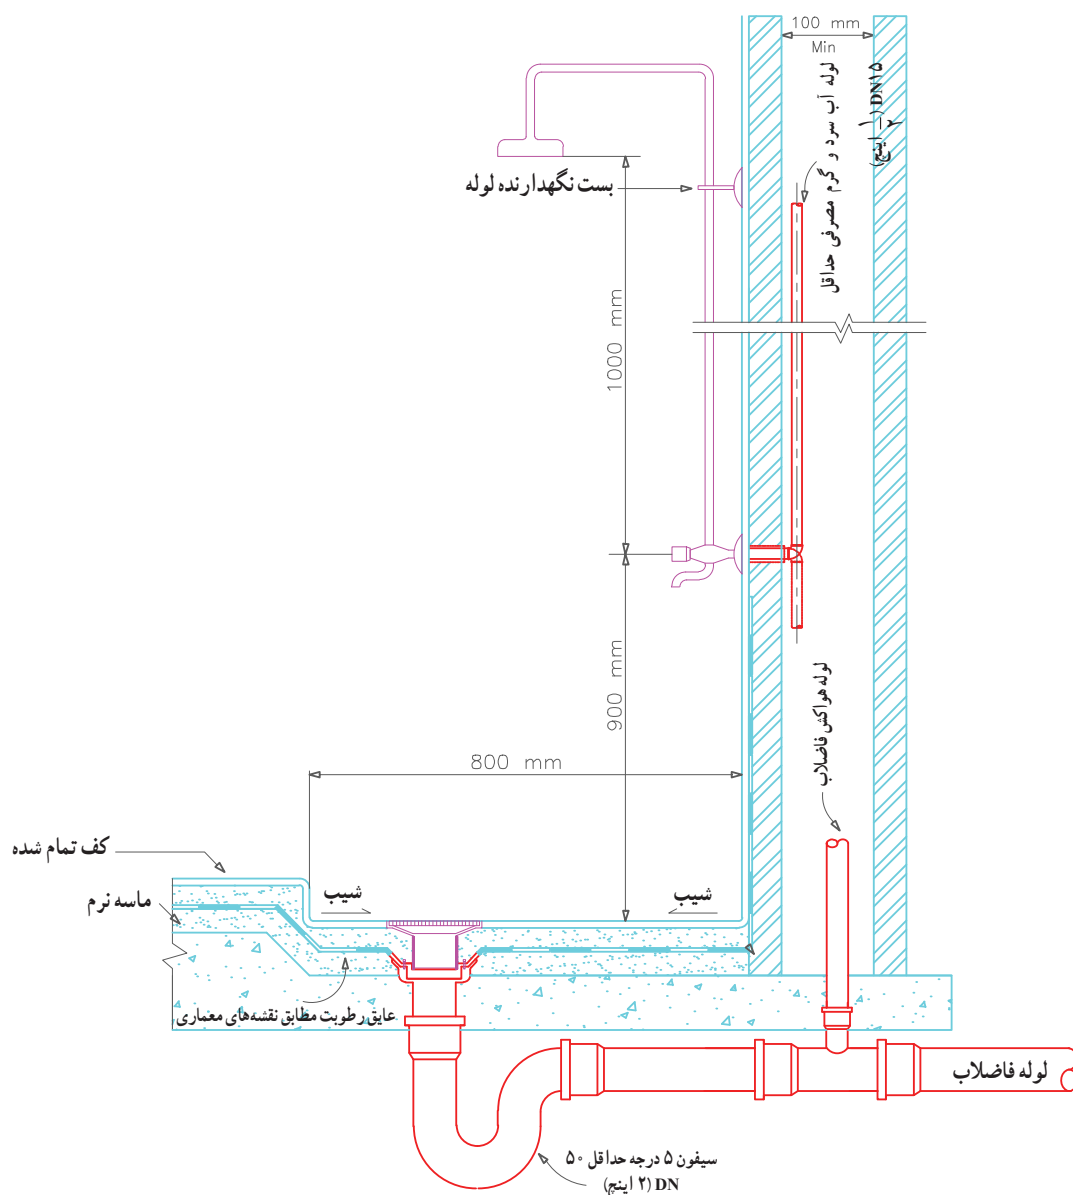 100 mm
Min
لوله آب سرد و گرم مصرفی حداقل
DN۱۵ (۱/۲ اینچ)
بست نگهدارنده لوله
1000 mm
900 mm
لوله هواکش فاضلاب
800 mm
کف تمام شده
شیب
شیب
ماسه نرم
عایق رطوبت مطابق نقشه‌های معماری
لوله فاضلاب
سیفون ۵ درجه حداقل ۵۰
DN (۲ اینچ)